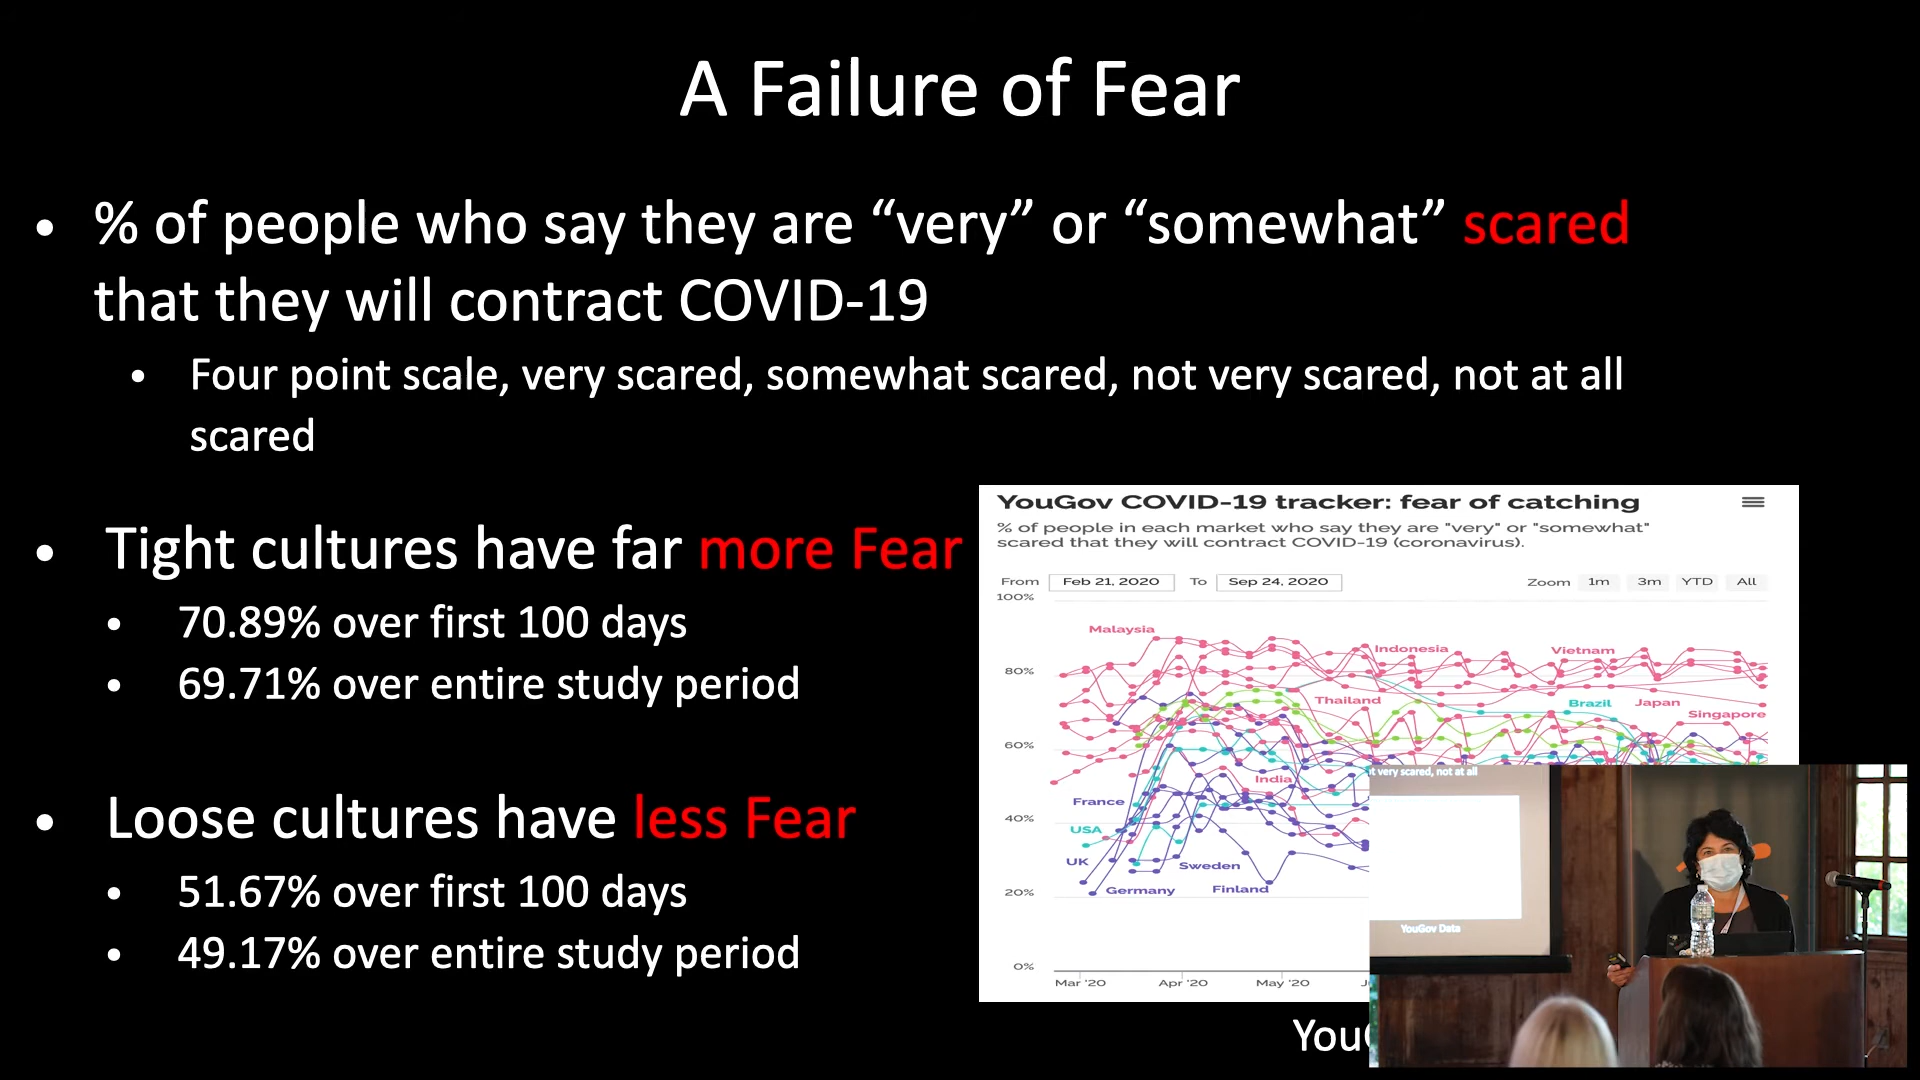 A Failure of Fear
• % of people who say they are “very” or “somewhat” scared
that they will contract COVID-19
• Four point scale, very scared, somewhat scared, not very scared, not at all
scared
• Tight cultures have far more Fear
• 70.89% over first 100 days
• 69.71% over entire study period
• Loose cultures have less Fear
• 51.67% over first 100 days
• 49.17% over entire study period
YouGov COVID-19 tracker: fear of catching
% of people in each market who say they are "very" or "somewhat"
scared that they will contract COVID-19 (coronavirus).
From Feb 21, 2020 To Sep 24, 2020 Zoom 1m 3m YTD All
100%
Malaysia
Indonesia
Vietnam
80%
Thailand
Brazil
Japan
Singapore
60%
India
France
40%
USA
UK
Sweden
Germany
Finland
20%
0%
Mar '20 Apr '20 May '20
very scared, not at all
YouGov Data